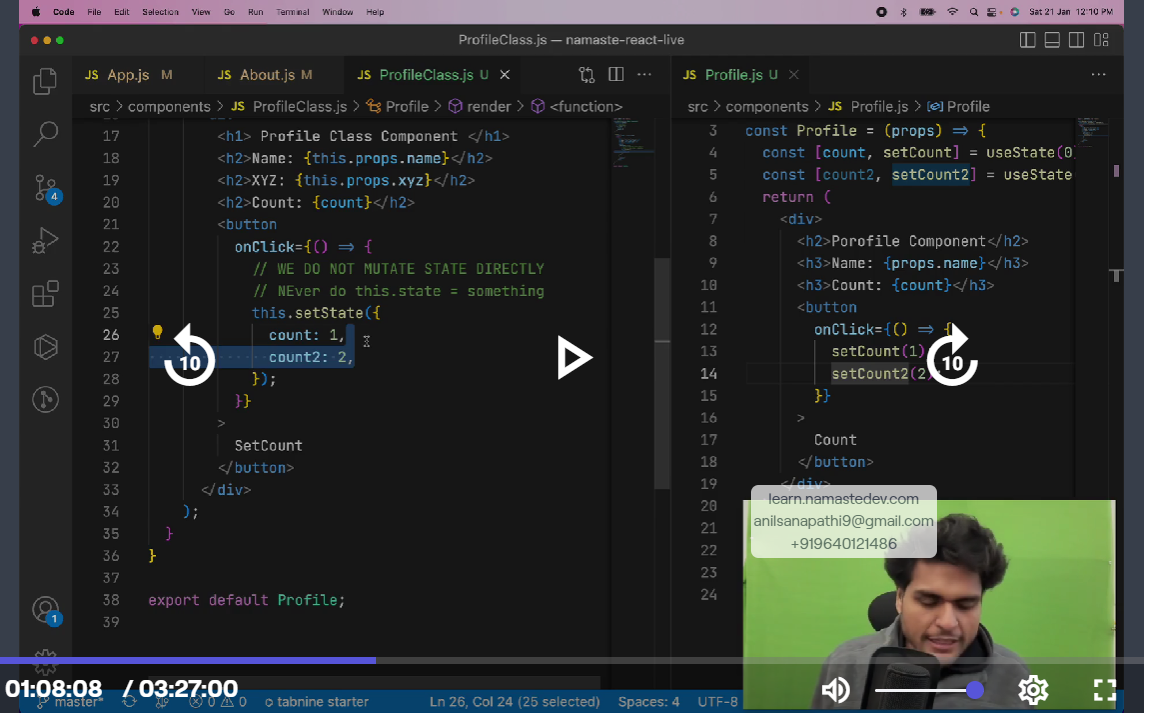 Code File Edit Selection View Go Run Terminal Window Help Sat 21 Jan 12:10 PM
ProfileClass.js — namaste-react-live
JS App.js M JS About.js M JS ProfileClass.js U × JS Profile.js U ×
src > components > JS ProfileClass.js > Profile > render > <function>
src > components > JS Profile.js > Profile
17 <h1> Profile Class Component </h1>
18 <h2>Name: {this.props.name}</h2>
19 <h2>XYZ: {this.props.xyz}</h2>
20 <h2>Count: {count}</h2>
21 <button
22 onClick={() => {
23 // WE DO NOT MUTATE STATE DIRECTLY
24 // NEver do this.state = something
25 this.setState({
26 count: 1,
27 count2: 2,
28 });
29 }}
30 >
31 SetCount
32 </button>
33 </div>
34 );
35 }
36 }
37
38 export default Profile;
39
3 const Profile = (props) => {
4 const [count, setCount] = useState(0
5 const [count2, setCount2] = useState
6 return (
7 <div>
8 <h2>Porofile Component</h2>
9 <h3>Name: {props.name}</h3>
10 <h3>Count: {count}</h3>
11 <button
12 onClick={() => {
13 setCount(1)
14 setCount2(2)
15 }}
16 >
17 Count
18 </button>
19 </div>
20
21
22
23
24
4
1
10
10
learn.namastedev.com
anilsanapathi9@gmail.com
+919640121486
01:08:08 / 03:27:00
master* 0 0 tabnine starter Ln 26, Col 24 (25 selected) Spaces: 4 UTF-8